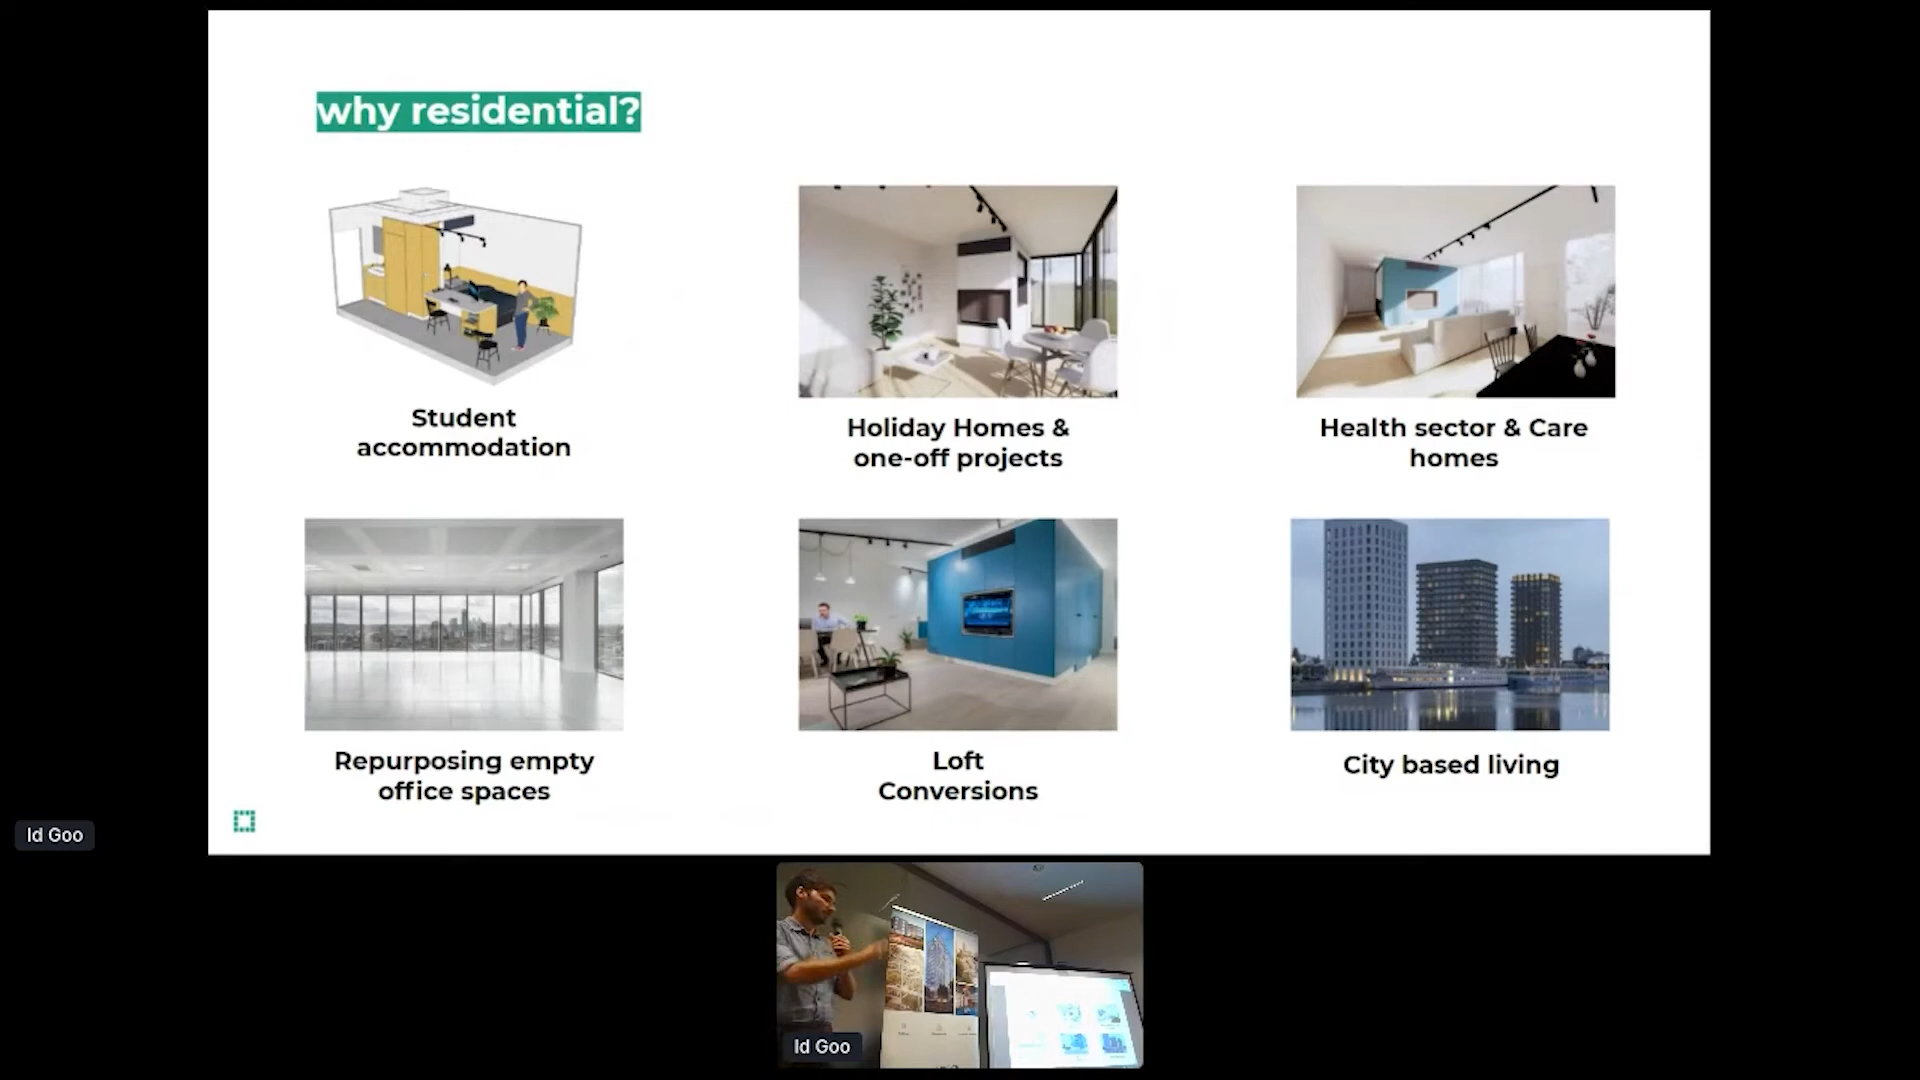 why residential?
Student
accommodation
Holiday Homes &
one-off projects
Health sector & Care
homes
Repurposing empty
office spaces
Loft
Conversions
City based living
Id Goo
Id Goo